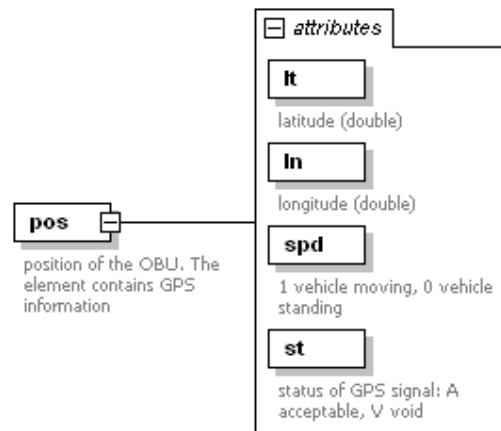 attributes
lt
latitude (double)
ln
longitude (double)
pos
position of the OBU. The
element contains GPS
information
spd
1 vehicle moving, 0 vehicle
standing
st
status of GPS signal: A
acceptable, V void